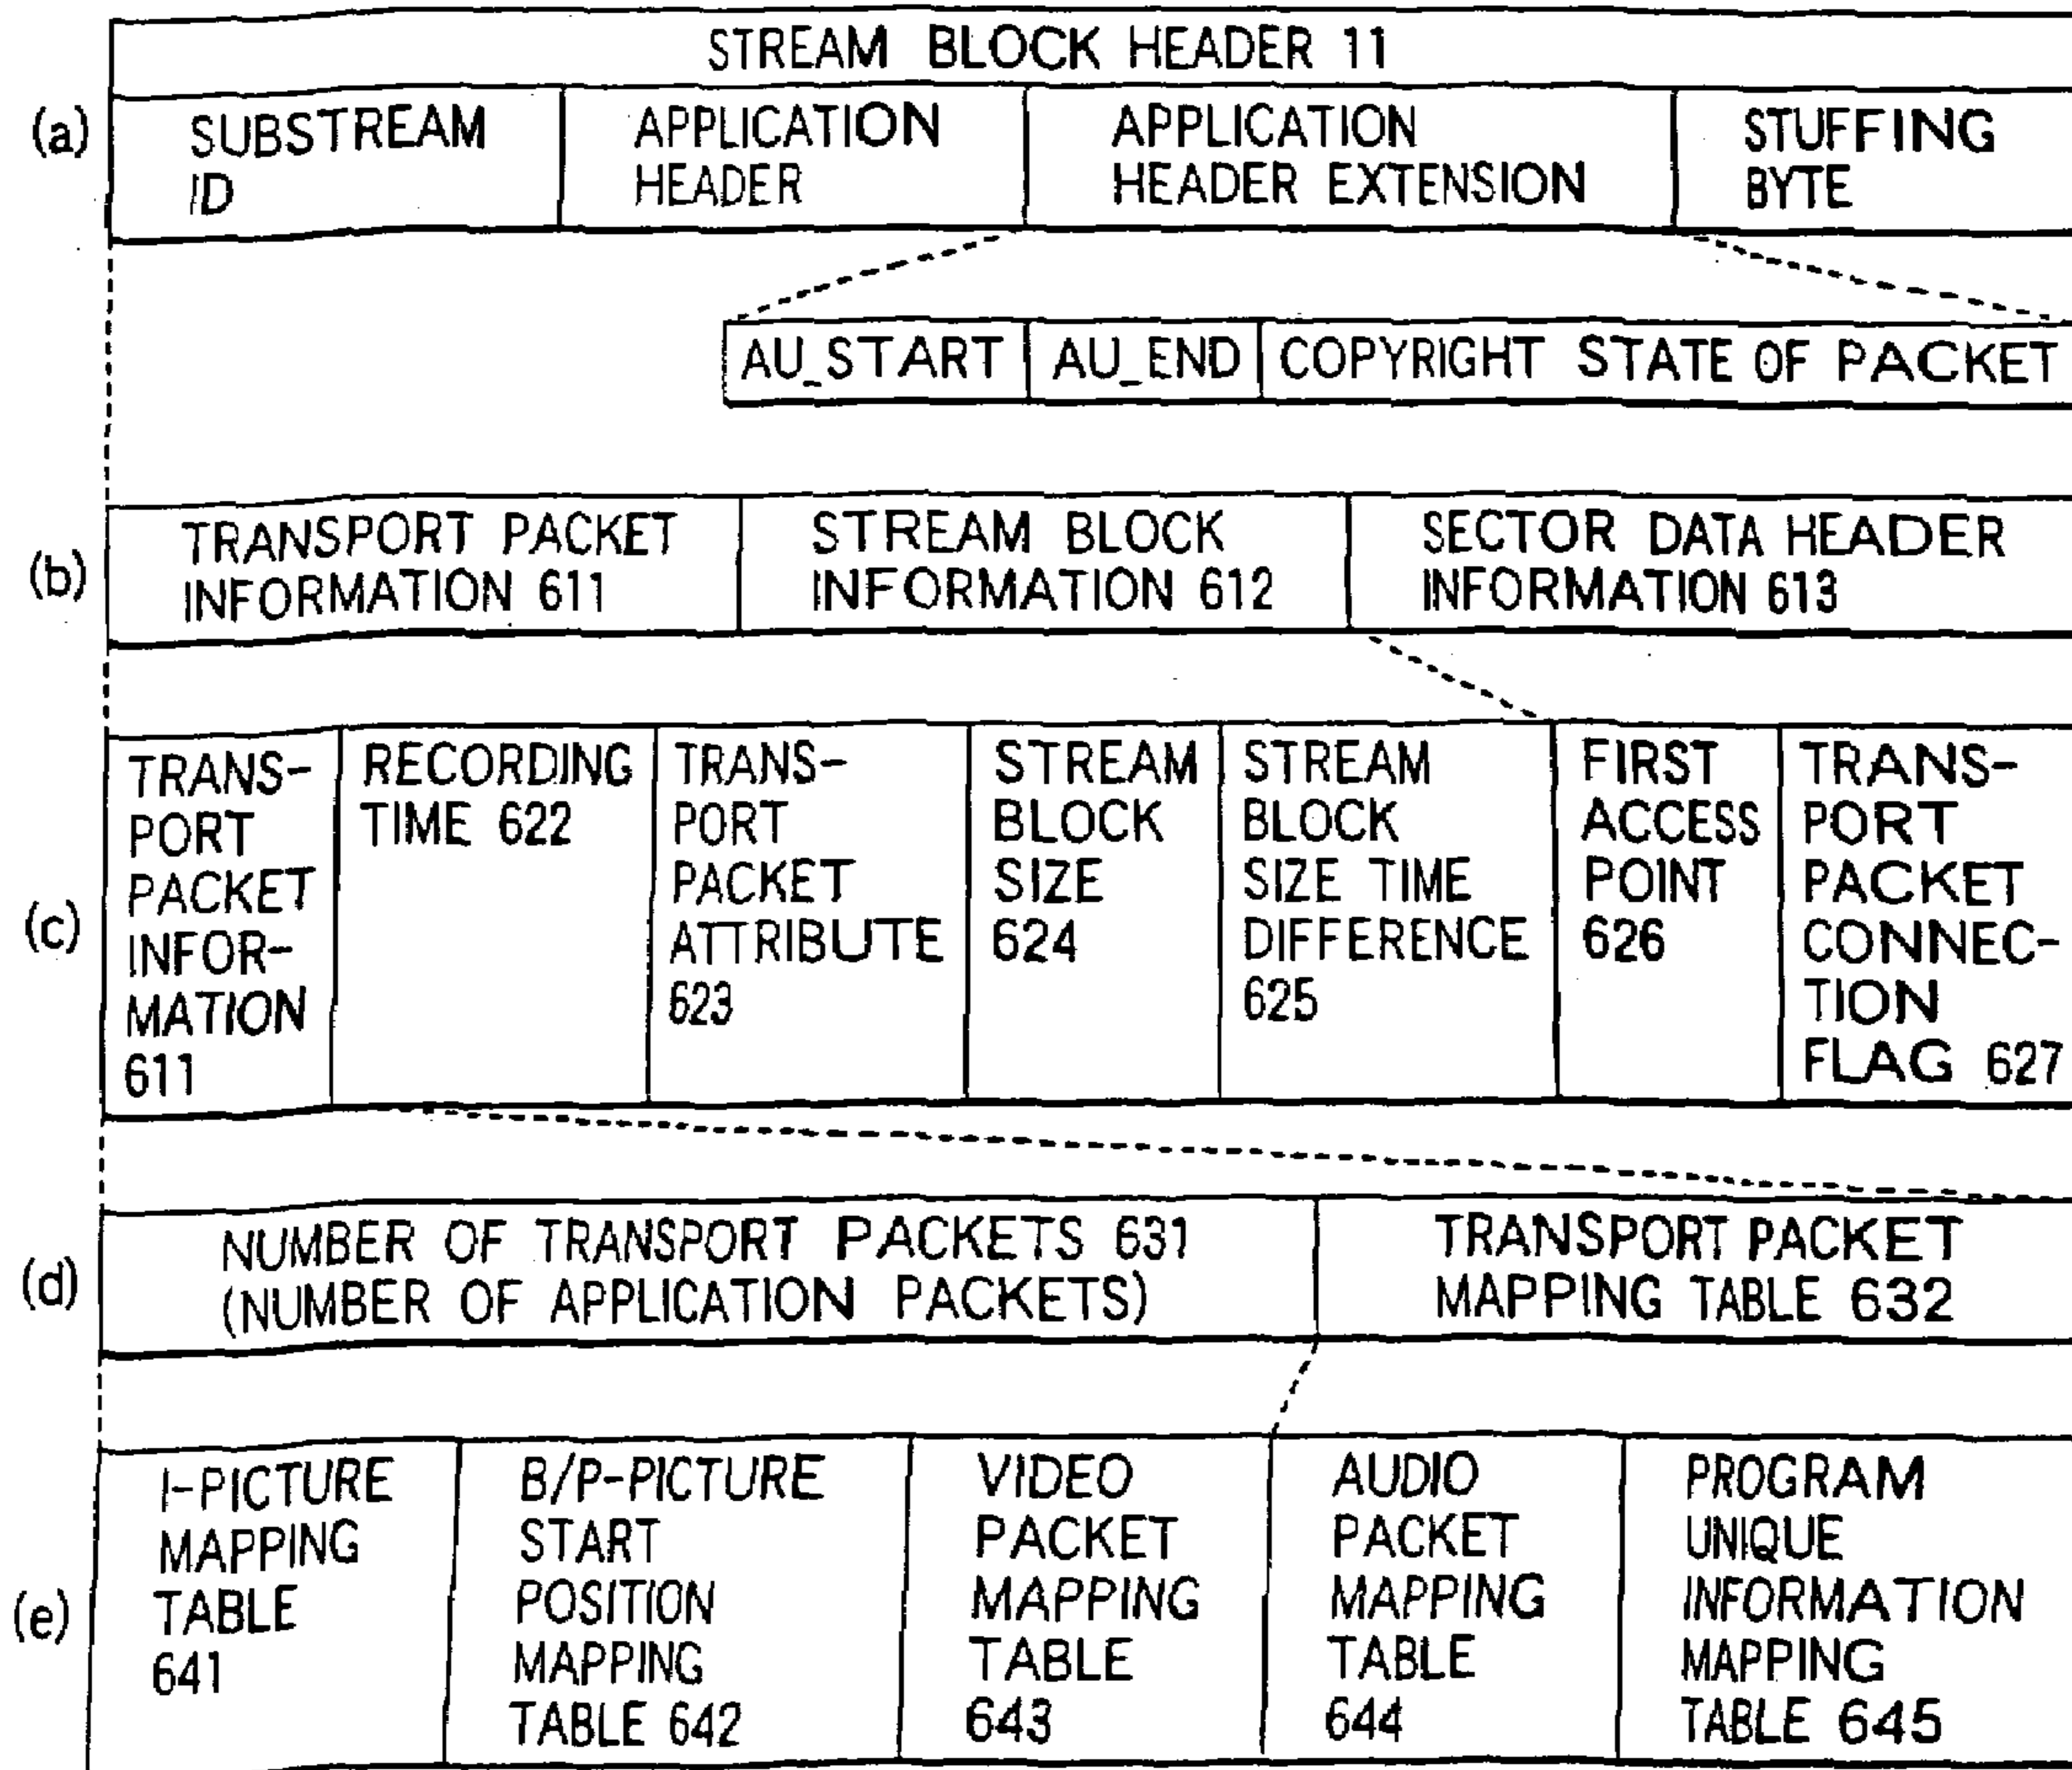 STREAM BLOCK HEADER 11
(a)
SUBSTREAM
ID
APPLICATION
HEADER
APPLICATION
HEADER EXTENSION
STUFFING
BYTE
AU_START
AU_END
COPYRIGHT STATE OF PACKET
(b)
TRANSPORT PACKET
INFORMATION 611
STREAM BLOCK
INFORMATION 612
SECTOR DATA HEADER
INFORMATION 613
(c)
TRANS-
PORT
PACKET
INFOR-
MATION
611
RECORDING
TIME 622
TRANS-
PORT
PACKET
ATTRIBUTE
623
STREAM
BLOCK
SIZE
624
STREAM
BLOCK
SIZE TIME
DIFFERENCE
625
FIRST
ACCESS
POINT
626
TRANS-
PORT
PACKET
CONNEC-
TION
FLAG 627
(d)
NUMBER OF TRANSPORT PACKETS 631
(NUMBER OF APPLICATION PACKETS)
TRANSPORT PACKET
MAPPING TABLE 632
(e)
I-PICTURE
MAPPING
TABLE
641
B/P-PICTURE
START
POSITION
MAPPING
TABLE 642
VIDEO
PACKET
MAPPING
TABLE
643
AUDIO
PACKET
MAPPING
TABLE
644
PROGRAM
UNIQUE
INFORMATION
MAPPING
TABLE 645